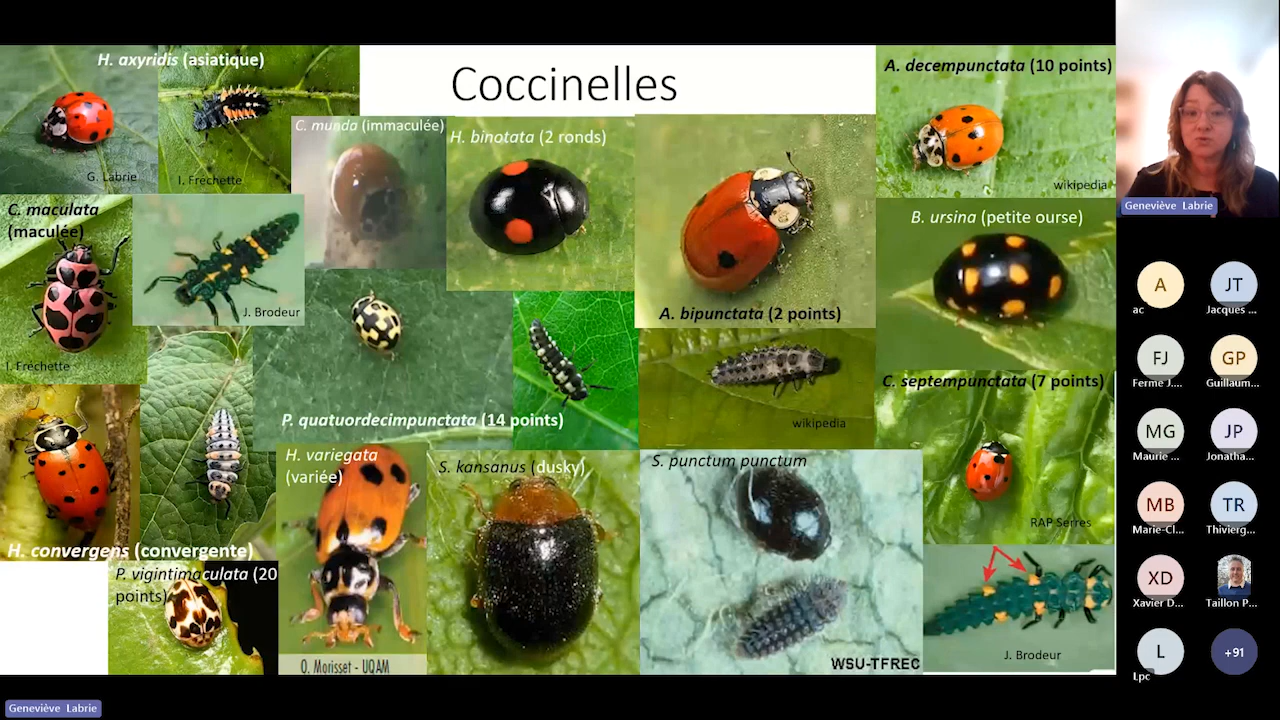 H. axyridis (asiatique)
G. Labrie
I. Fréchette
Coccinelles
C. munda (immaculée)
H. binotata (2 ronds)
A. decempunctata (10 points)
wikipedia
C. maculata
(maculée)
I. Fréchette
J. Brodeur
A. bipunctata (2 points)
wikipedia
B. ursina (petite ourse)
P. quatuordecimpunctata (14 points)
C. septempunctata (7 points)
RAP Serres
H. convergens (convergente)
H. variegata
(variée)
O. Morisset - UQAM
S. kansanus (dusky)
S. punctum punctum
WSU-TFREC
J. Brodeur
P. vigintimaculata (20
points)
Geneviève Labrie
A
ac
JT
Jacques ...
FJ
Ferme J....
GP
Guillaum...
MG
Maurie ...
JP
Jonatha...
MB
Marie-Cl...
TR
Thivierg...
XD
Xavier D...
Taillon P...
L
Lpc
+91
Geneviève Labrie